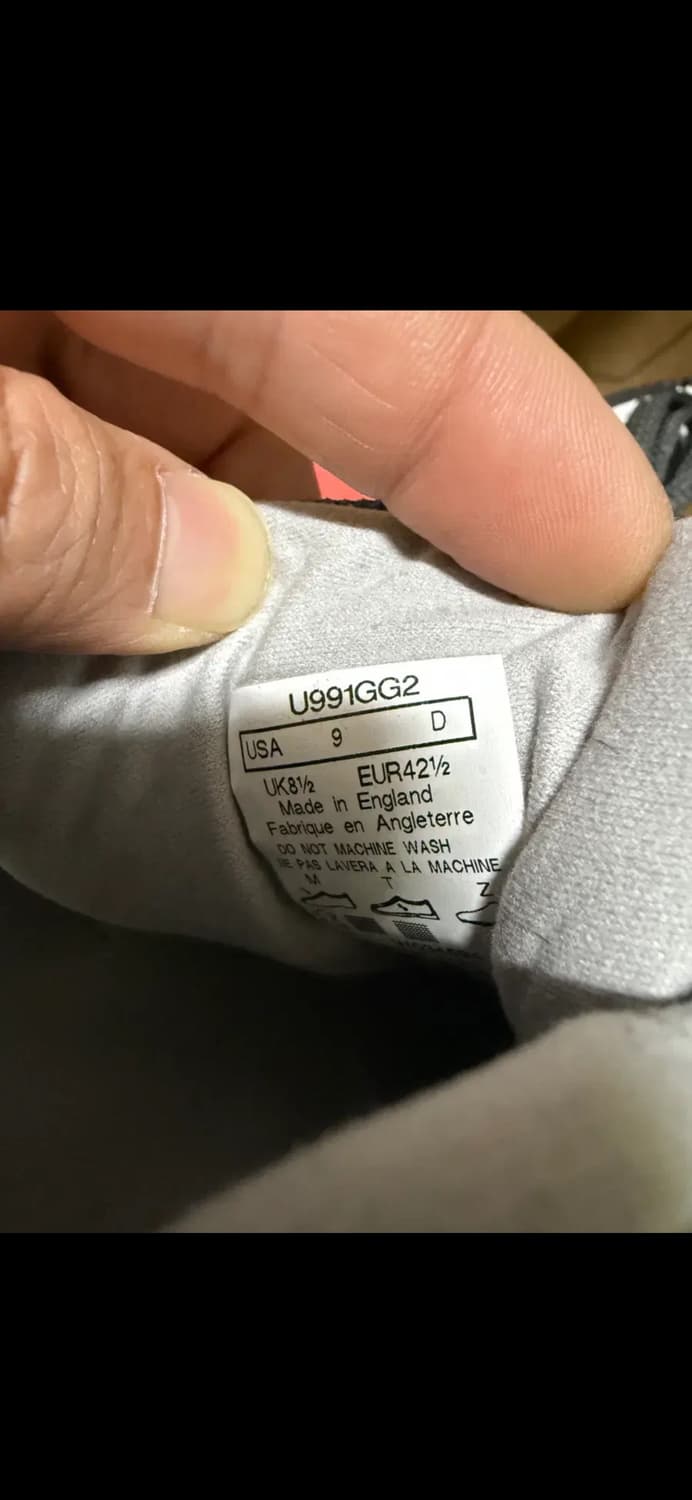 U991GG2
USA 9 D
UK8½ EUR42½
Made in England
Fabrique en Angleterre
DO NOT MACHINE WASH
NE PAS LAVERA A LA MACHINE
M T Z